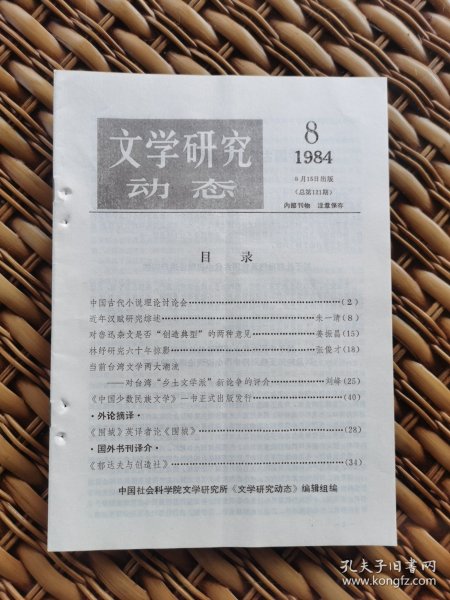 文学研究
动态
8
1984
8月15日出版
（总第121期）
内部刊物 注意保存
目录
中国古代小说理论讨论会……（2）
近年汉赋研究综述……朱一清（8）
对鲁迅杂文是否“创造典型”的两种意见……姜振昌（15）
林纾研究六十年掠影……张俊才（18）
当前台湾文学两大潮流
——对台湾“乡土文学派”新论争的评介……刘峰（25）
《中国少数民族文学》一书正式出版发行……（40）
·外论摘译·
《围城》英译者论《围城》……（28）
·国外书刊译介·
《郁达夫与创造社》……（34）
中国社会科学院文学研究所《文学研究动态》编辑组编
孔夫子旧书网
www.kongfz.com